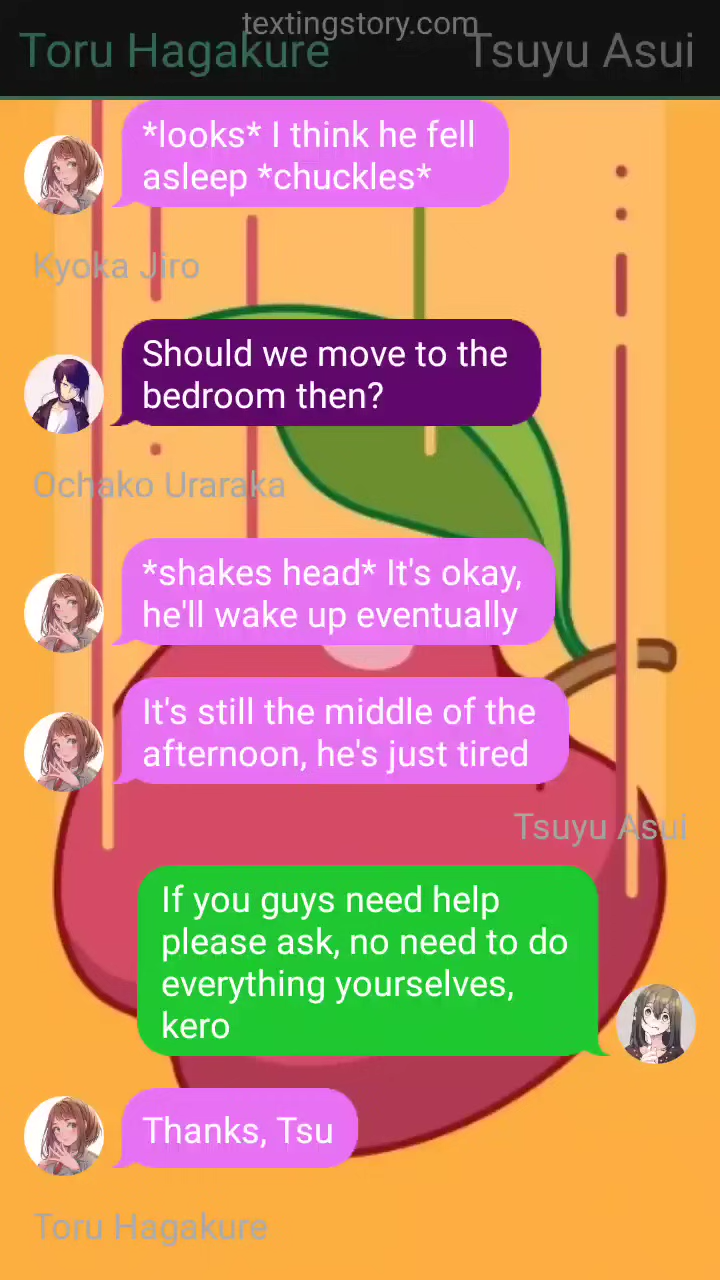 textingstory.com
Toru Hagakure
Tsuyu Asui
*looks* I think he fell
asleep *chuckles*
Kyoka Jiro
Should we move to the
bedroom then?
Ochako Uraraka
*shakes head* It's okay,
he'll wake up eventually
It's still the middle of the
afternoon, he's just tired
Tsuyu Asui
If you guys need help
please ask, no need to do
everything yourselves,
kero
Thanks, Tsu
Toru Hagakure